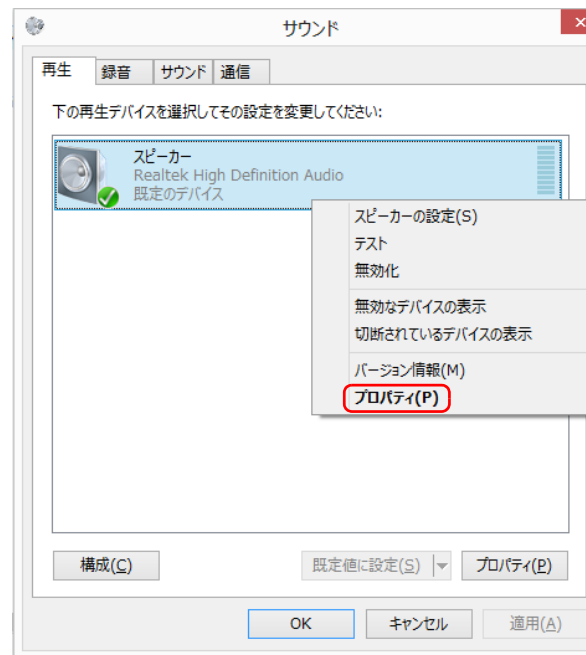 サウンド
再生 録音 サウンド 通信
下の再生デバイスを選択してその設定を変更してください:
スピーカー
Realtek High Definition Audio
既定のデバイス
スピーカーの設定(S)
テスト
無効化
無効なデバイスの表示
切断されているデバイスの表示
バージョン情報(M)
プロパティ(P)
構成(C) 既定値に設定(S) プロパティ(P)
OK キャンセル 適用(A)